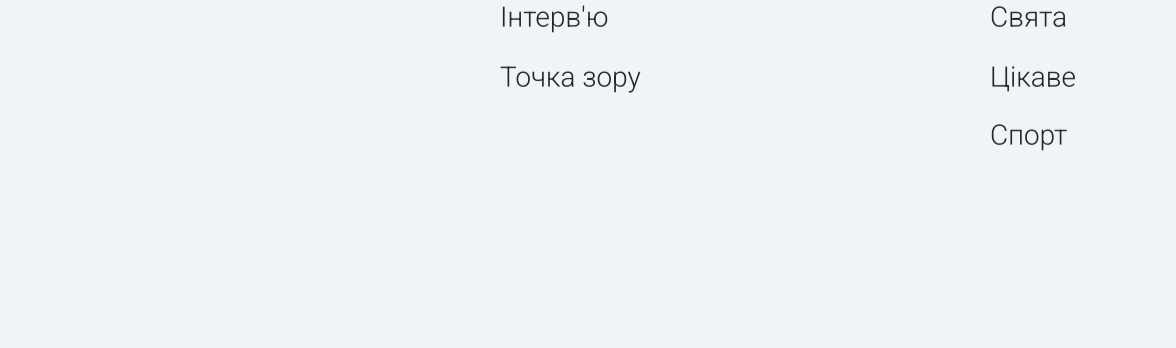 Інтерв'ю
Точка зору
Свята
Цікаве
Спорт